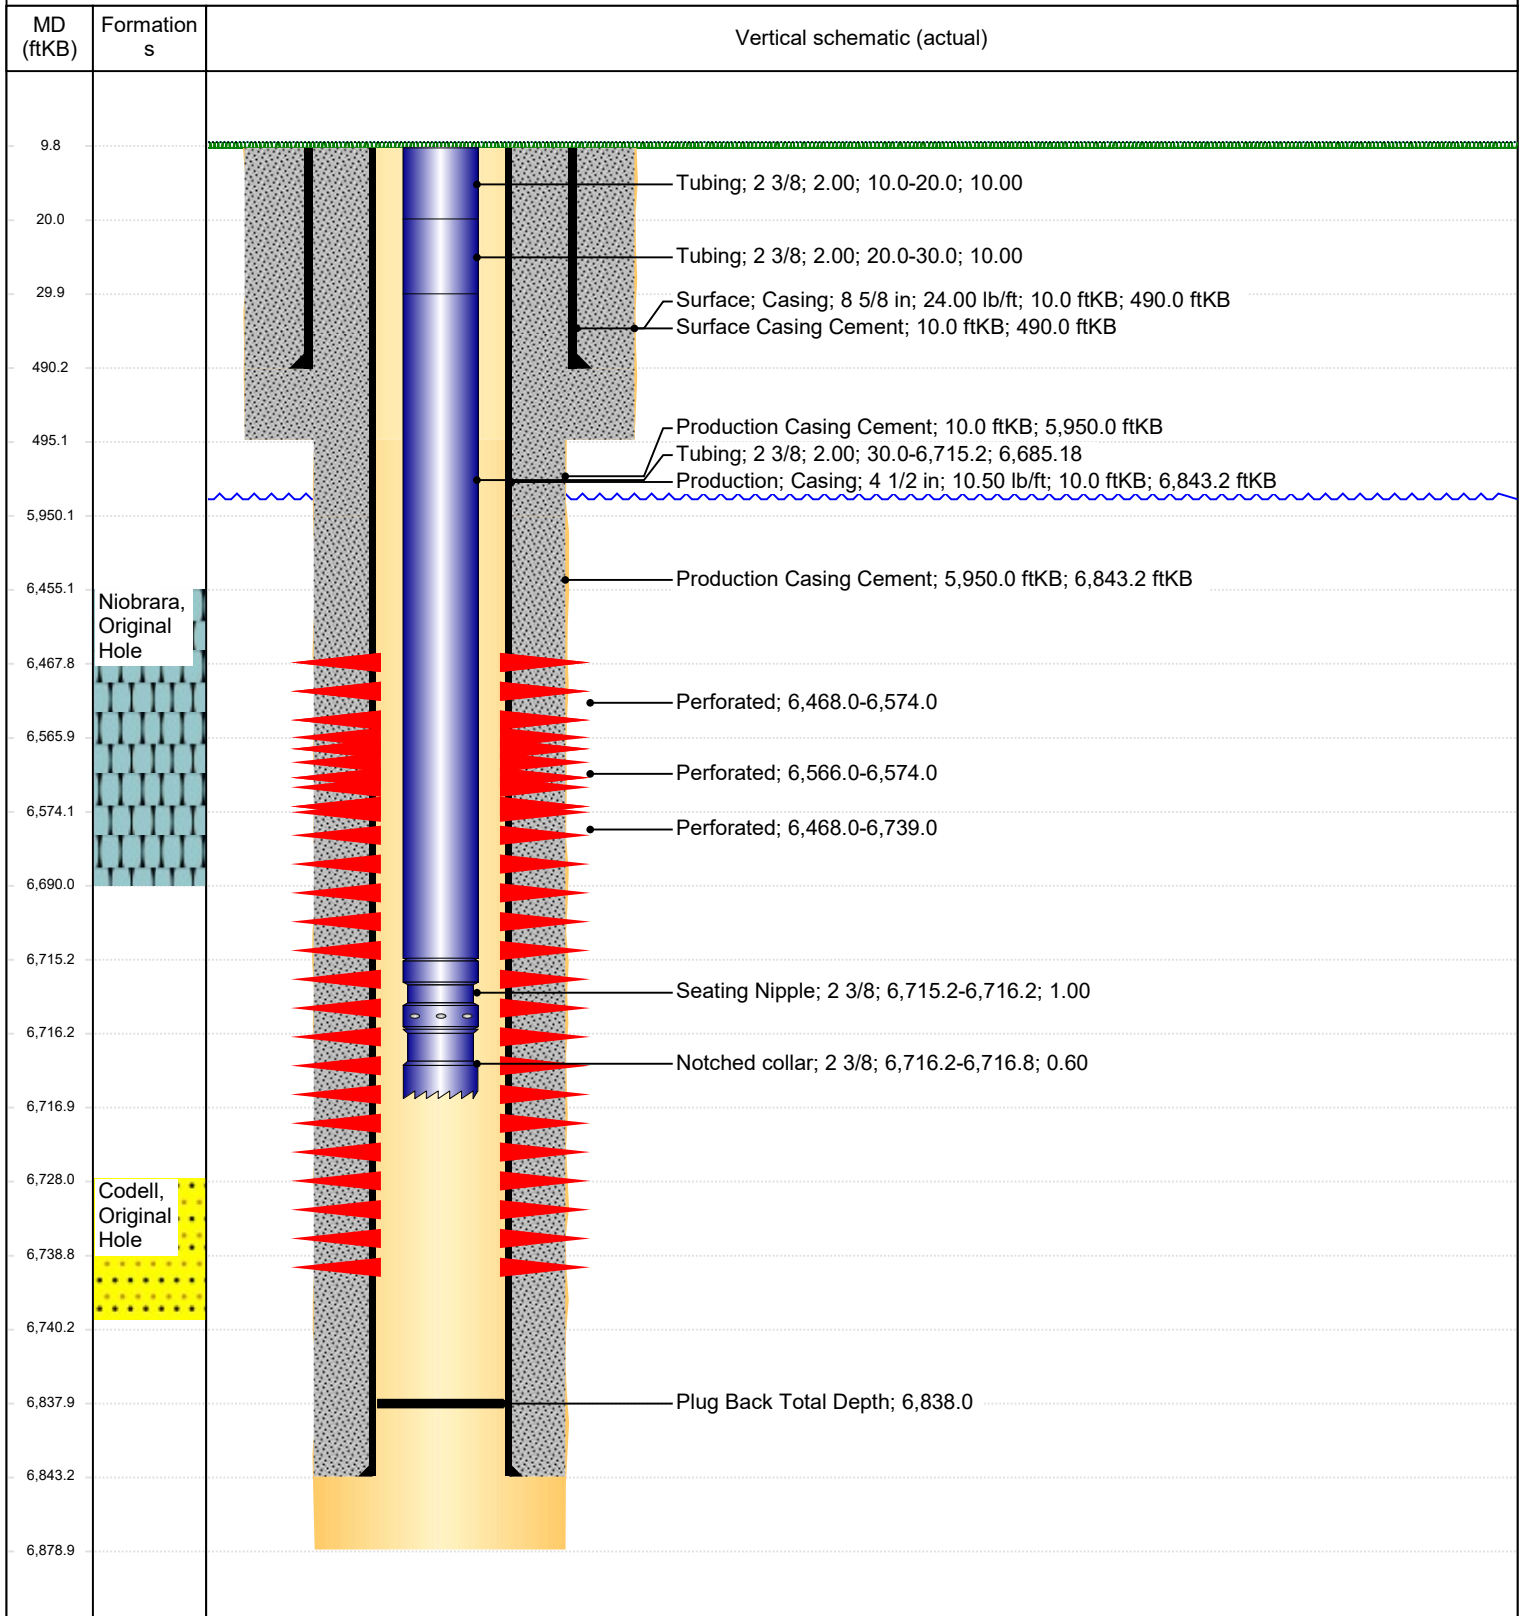 MD
(ftKB)
Formation
s
Vertical schematic (actual)
9.8
Tubing; 2 3/8; 2.00; 10.0-20.0; 10.00
20.0
Tubing; 2 3/8; 2.00; 20.0-30.0; 10.00
29.9
Surface; Casing; 8 5/8 in; 24.00 lb/ft; 10.0 ftKB; 490.0 ftKB
Surface Casing Cement; 10.0 ftKB; 490.0 ftKB
490.2
Production Casing Cement; 10.0 ftKB; 5,950.0 ftKB
495.1
Tubing; 2 3/8; 2.00; 30.0-6,715.2; 6,685.18
Production; Casing; 4 1/2 in; 10.50 lb/ft; 10.0 ftKB; 6,843.2 ftKB
5,950.1
Production Casing Cement; 5,950.0 ftKB; 6,843.2 ftKB
6,455.1
Niobrara,
Original
Hole
6,467.8
Perforated; 6,468.0-6,574.0
6,565.9
Perforated; 6,566.0-6,574.0
6,574.1
Perforated; 6,468.0-6,739.0
6,690.0
6,715.2
Seating Nipple; 2 3/8; 6,715.2-6,716.2; 1.00
6,716.2
Notched collar; 2 3/8; 6,716.2-6,716.8; 0.60
6,716.9
6,728.0
Codell,
Original
Hole
6,738.8
6,740.2
6,837.9
Plug Back Total Depth; 6,838.0
6,843.2
6,878.9